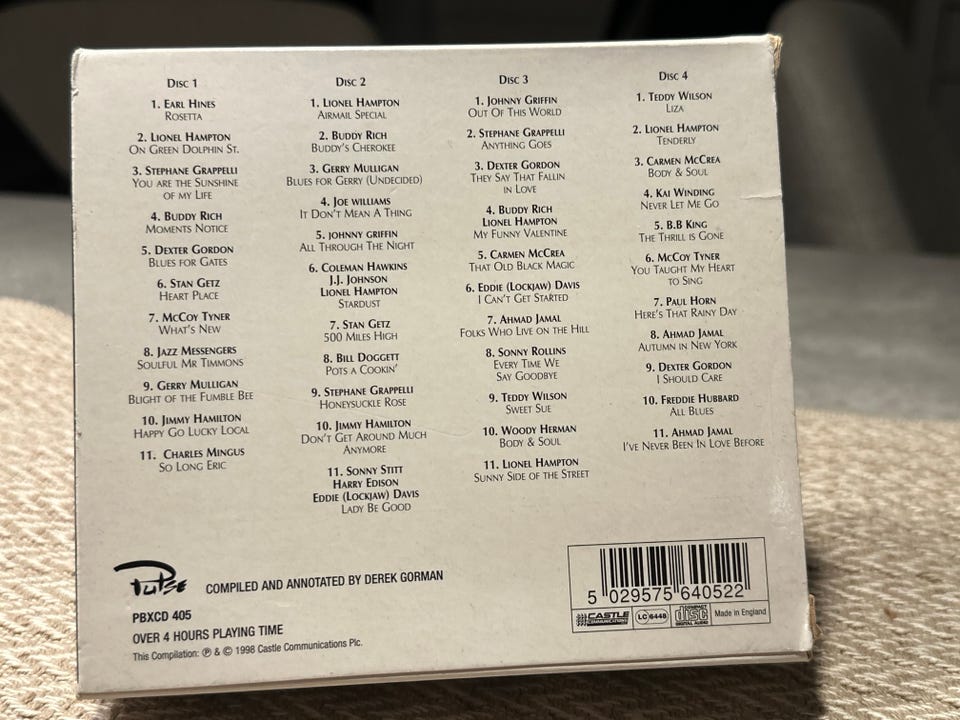 DISC 1
1. EARL HINES
ROSETTA
2. LIONEL HAMPTON
ON GREEN DOLPHIN ST.
3. STEPHANE GRAPPELLI
YOU ARE THE SUNSHINE
OF MY LIFE
4. BUDDY RICH
MOMENTS NOTICE
5. DEXTER GORDON
BLUES FOR GATES
6. STAN GETZ
HEART PLACE
7. MCCOY TYNER
WHAT'S NEW
8. JAZZ MESSENGERS
SOULFUL MR TIMMONS
9. GERRY MULLIGAN
BLIGHT OF THE FUMBLE BEE
10. JIMMY HAMILTON
HAPPY GO LUCKY LOCAL
11. CHARLES MINGUS
SO LONG ERIC
DISC 2
1. LIONEL HAMPTON
AIRMAIL SPECIAL
2. BUDDY RICH
BUDDY'S CHEROKEE
3. GERRY MULLIGAN
BLUES FOR GERRY (UNDECIDED)
4. JOE WILLIAMS
IT DON'T MEAN A THING
5. JOHNNY GRIFFIN
ALL THROUGH THE NIGHT
6. COLEMAN HAWKINS
J.J. JOHNSON
LIONEL HAMPTON
STARDUST
7. STAN GETZ
500 MILES HIGH
8. BILL DOGGETT
POTS A COOKIN'
9. STEPHANE GRAPPELLI
HONEYSUCKLE ROSE
10. JIMMY HAMILTON
DON'T GET AROUND MUCH
ANYMORE
11. SONNY STITT
HARRY EDISON
EDDIE (LOCKJAW) DAVIS
LADY BE GOOD
DISC 3
1. JOHNNY GRIFFIN
OUT OF THIS WORLD
2. STEPHANE GRAPPELLI
ANYTHING GOES
3. DEXTER GORDON
THEY SAY THAT FALLIN
IN LOVE
4. BUDDY RICH
LIONEL HAMPTON
MY FUNNY VALENTINE
5. CARMEN MCCREA
THAT OLD BLACK MAGIC
6. EDDIE (LOCKJAW) DAVIS
I CAN'T GET STARTED
7. AHMAD JAMAL
FOLKS WHO LIVE ON THE HILL
8. SONNY ROLLINS
EVERY TIME WE
SAY GOODBYE
9. TEDDY WILSON
SWEET SUE
10. WOODY HERMAN
BODY & SOUL
11. LIONEL HAMPTON
SUNNY SIDE OF THE STREET
DISC 4
1. TEDDY WILSON
LIZA
2. LIONEL HAMPTON
TENDERLY
3. CARMEN MCCREA
BODY & SOUL
4. KAI WINDING
NEVER LET ME GO
5. B.B KING
THE THRILL IS GONE
6. MCCOY TYNER
YOU TAUGHT MY HEART
TO SING
7. PAUL HORN
HERE'S THAT RAINY DAY
8. AHMAD JAMAL
AUTUMN IN NEW YORK
9. DEXTER GORDON
I SHOULD CARE
10. FREDDIE HUBBARD
ALL BLUES
11. AHMAD JAMAL
I'VE NEVER BEEN IN LOVE BEFORE
PULSE
COMPILED AND ANNOTATED BY DEREK GORMAN
PBXCD 405
OVER 4 HOURS PLAYING TIME
This Compilation: ℗ & © 1998 Castle Communications Plc.
5 029575 640522
CASTLE
COMMUNICATIONS
LC 6448
COMPACT
disc
DIGITAL AUDIO
Made in England